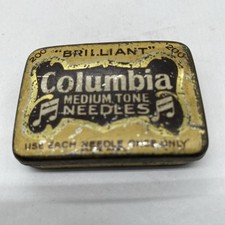 200 "BRILLIANT" 200
Columbia
MEDIUM TONE
NEEDLES
USE EACH NEEDLE ONCE ONLY